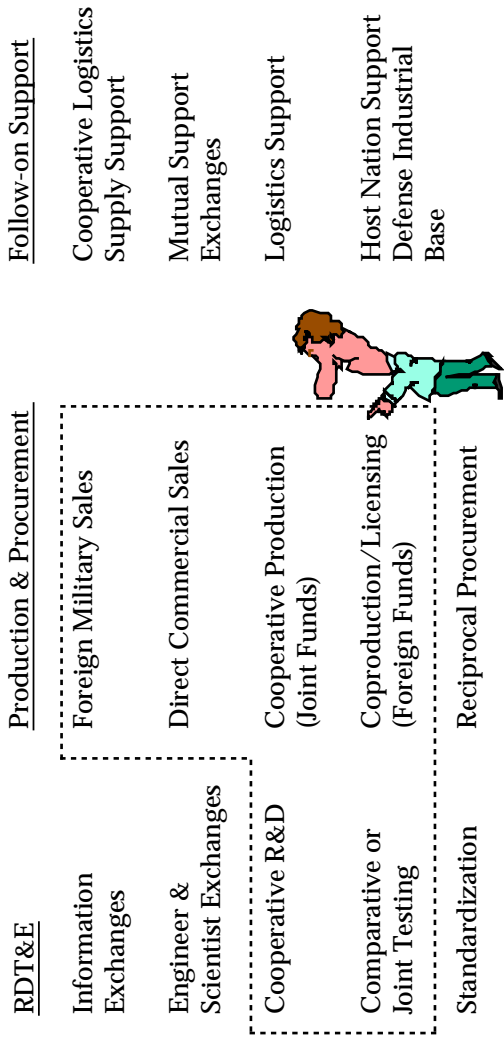 RDT&E
Information
Exchanges
Engineer &
Scientist Exchanges
Cooperative R&D
Comparative or
Joint Testing
Standardization
Production & Procurement
Foreign Military Sales
Direct Commercial Sales
Cooperative Production
(Joint Funds)
Coproduction/Licensing
(Foreign Funds)
Reciprocal Procurement
Follow-on Support
Cooperative Logistics
Supply Support
Mutual Support
Exchanges
Logistics Support
Host Nation Support
Defense Industrial
Base